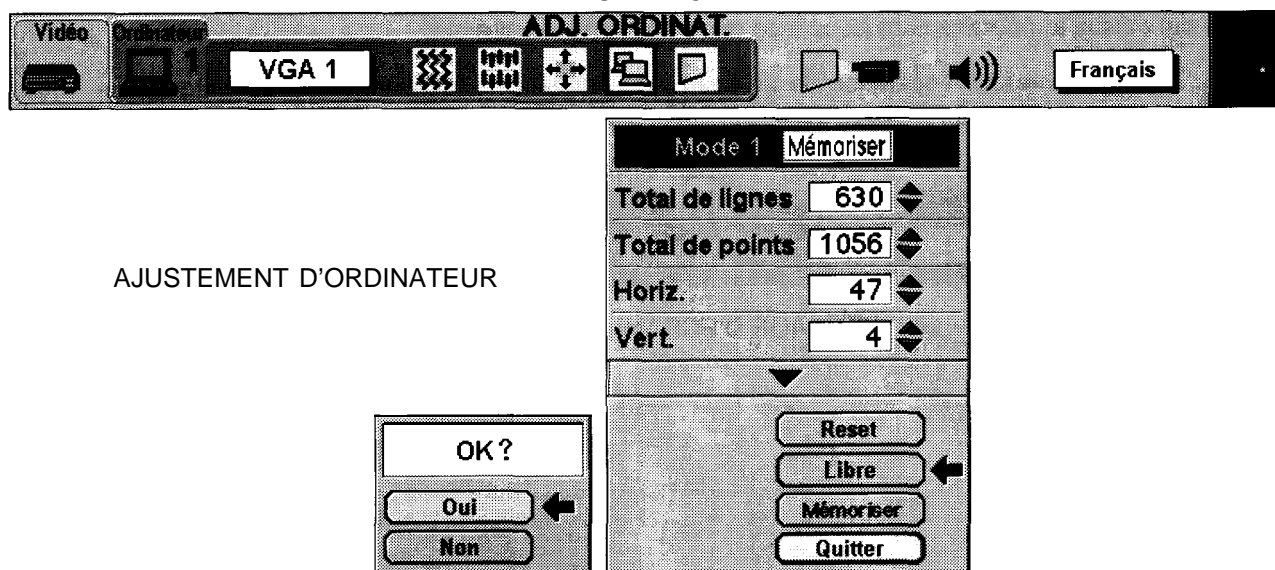 ADJ. ORDINAT.
Vidéo
Ordinateur
1
VGA 1
Français
Mode 1 Mémoriser
Total de lignes 630
Total de points 1056
Horiz. 47
Vert. 4
AJUSTEMENT D'ORDINATEUR
Reset
Libre
Mémoriser
Quitter
OK?
Oui
Non